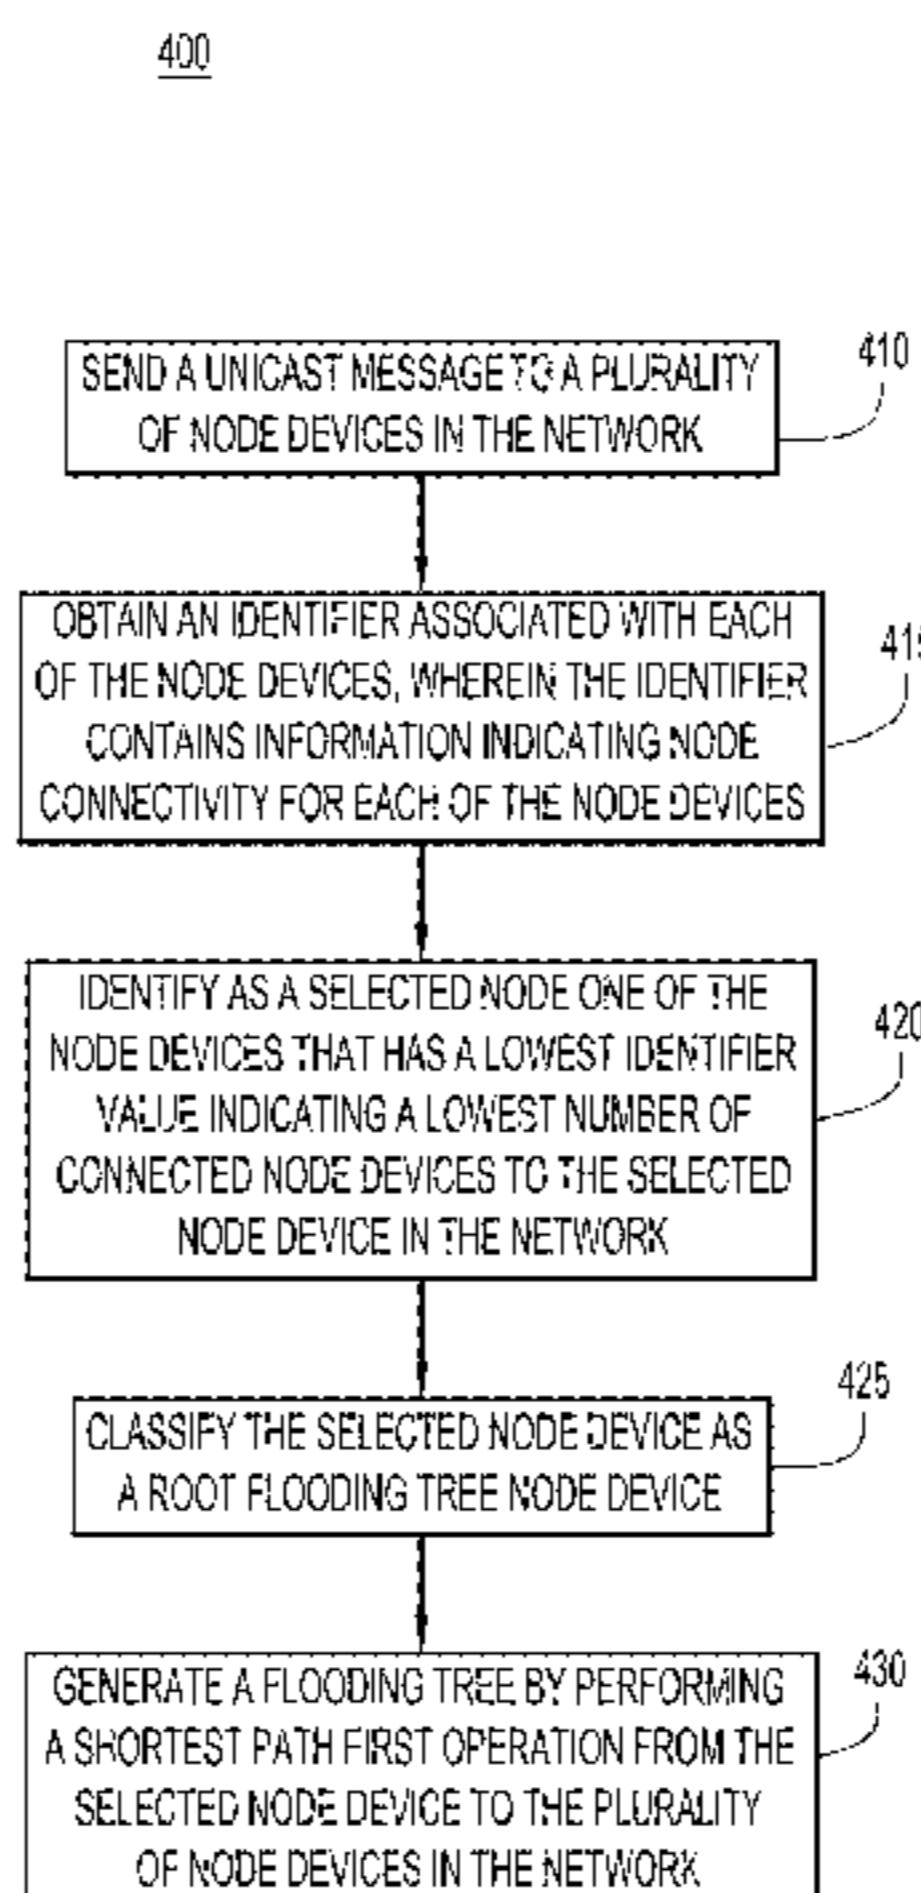 400
410
SEND A UNICAST MESSAGE TO A PLURALITY
OF NODE DEVICES IN THE NETWORK
OBTAIN AN IDENTIFIER ASSOCIATED WITH EACH
OF THE NODE DEVICES, WHEREIN THE IDENTIFIER
CONTAINS INFORMATION INDICATING NODE
CONNECTIVITY FOR EACH OF THE NODE DEVICES
415
IDENTIFY AS A SELECTED NODE ONE OF THE
NODE DEVICES THAT HAS A LOWEST IDENTIFIER
VALUE INDICATING A LOWEST NUMBER OF
CONNECTED NODE DEVICES TO THE SELECTED
NODE DEVICE IN THE NETWORK
420
425
CLASSIFY THE SELECTED NODE DEVICE AS
A ROOT FLOODING TREE NODE DEVICE
430
GENERATE A FLOODING TREE BY PERFORMING
A SHORTEST PATH FIRST OPERATION FROM THE
SELECTED NODE DEVICE TO THE PLURALITY
OF NODE DEVICES IN THE NETWORK